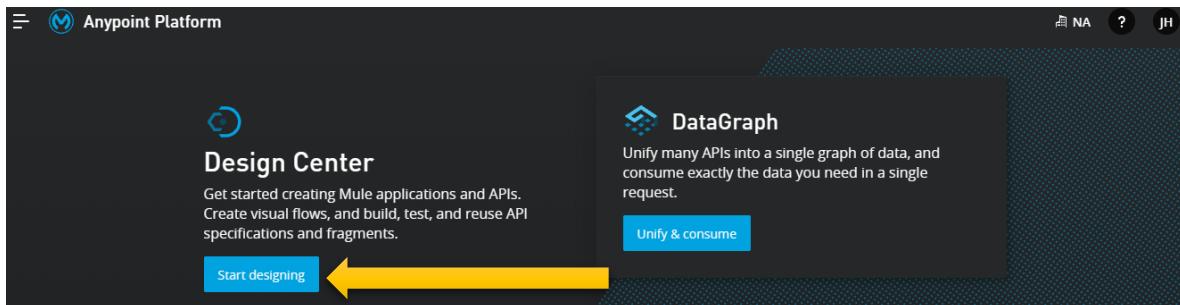 Anypoint Platform
NA
?
JH
Design Center
Get started creating Mule applications and APIs.
Create visual flows, and build, test, and reuse API
specifications and fragments.
Start designing
DataGraph
Unify many APIs into a single graph of data, and
consume exactly the data you need in a single
request.
Unify & consume